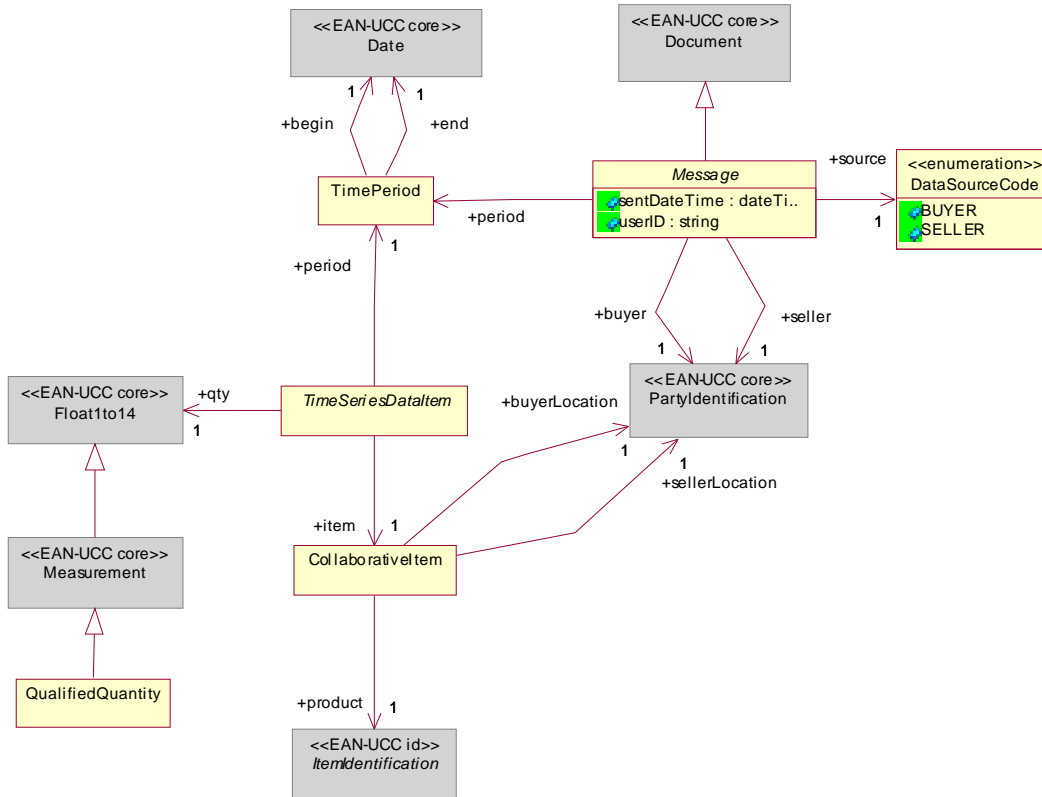 <<EAN-UCC core>>
Date
<<EAN-UCC core>>
Document
1
1
+begin
+end
+source
Message
sentDateTime : dateTi..
userID : string
<<enumeration>>
DataSourceCode
BUYER
SELLER
1
TimePeriod
+period
1
+period
+buyer
+seller
1
1
<<EAN-UCC core>>
PartyIdentification
<<EAN-UCC core>>
Float1to14
+qty
1
TimeSeriesDataItem
+buyerLocation
1
1
+sellerLocation
+item
1
CollaborativeItem
<<EAN-UCC core>>
Measurement
QualifiedQuantity
+product
1
<<EAN-UCC id>>
ItemIdentification